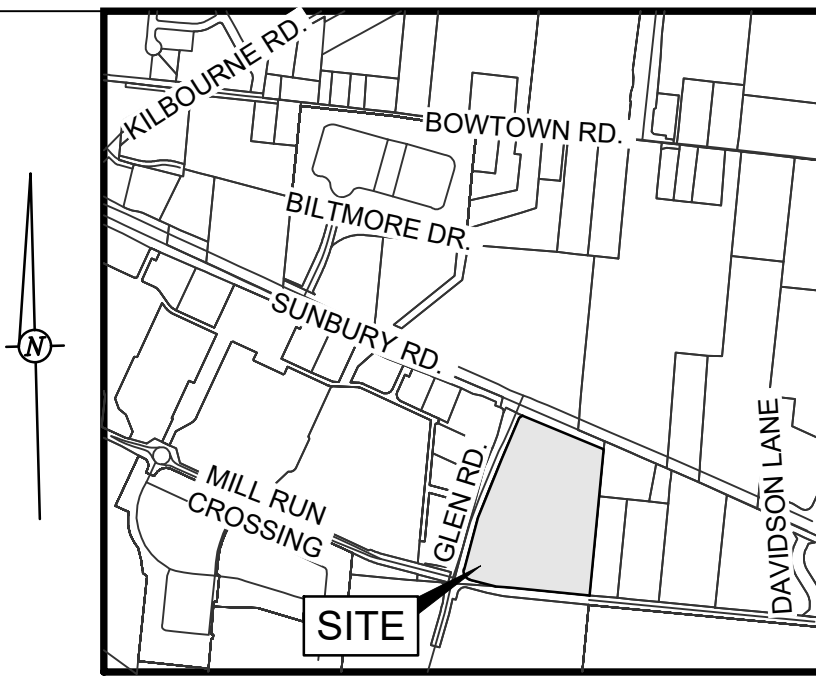 KILBOURNE RD.
BOWTOWN RD.
BILTMORE DR.
N
SUNBURY RD.
MILL RUN
CROSSING
GLEN RD.
DAVIDSON LANE
SITE